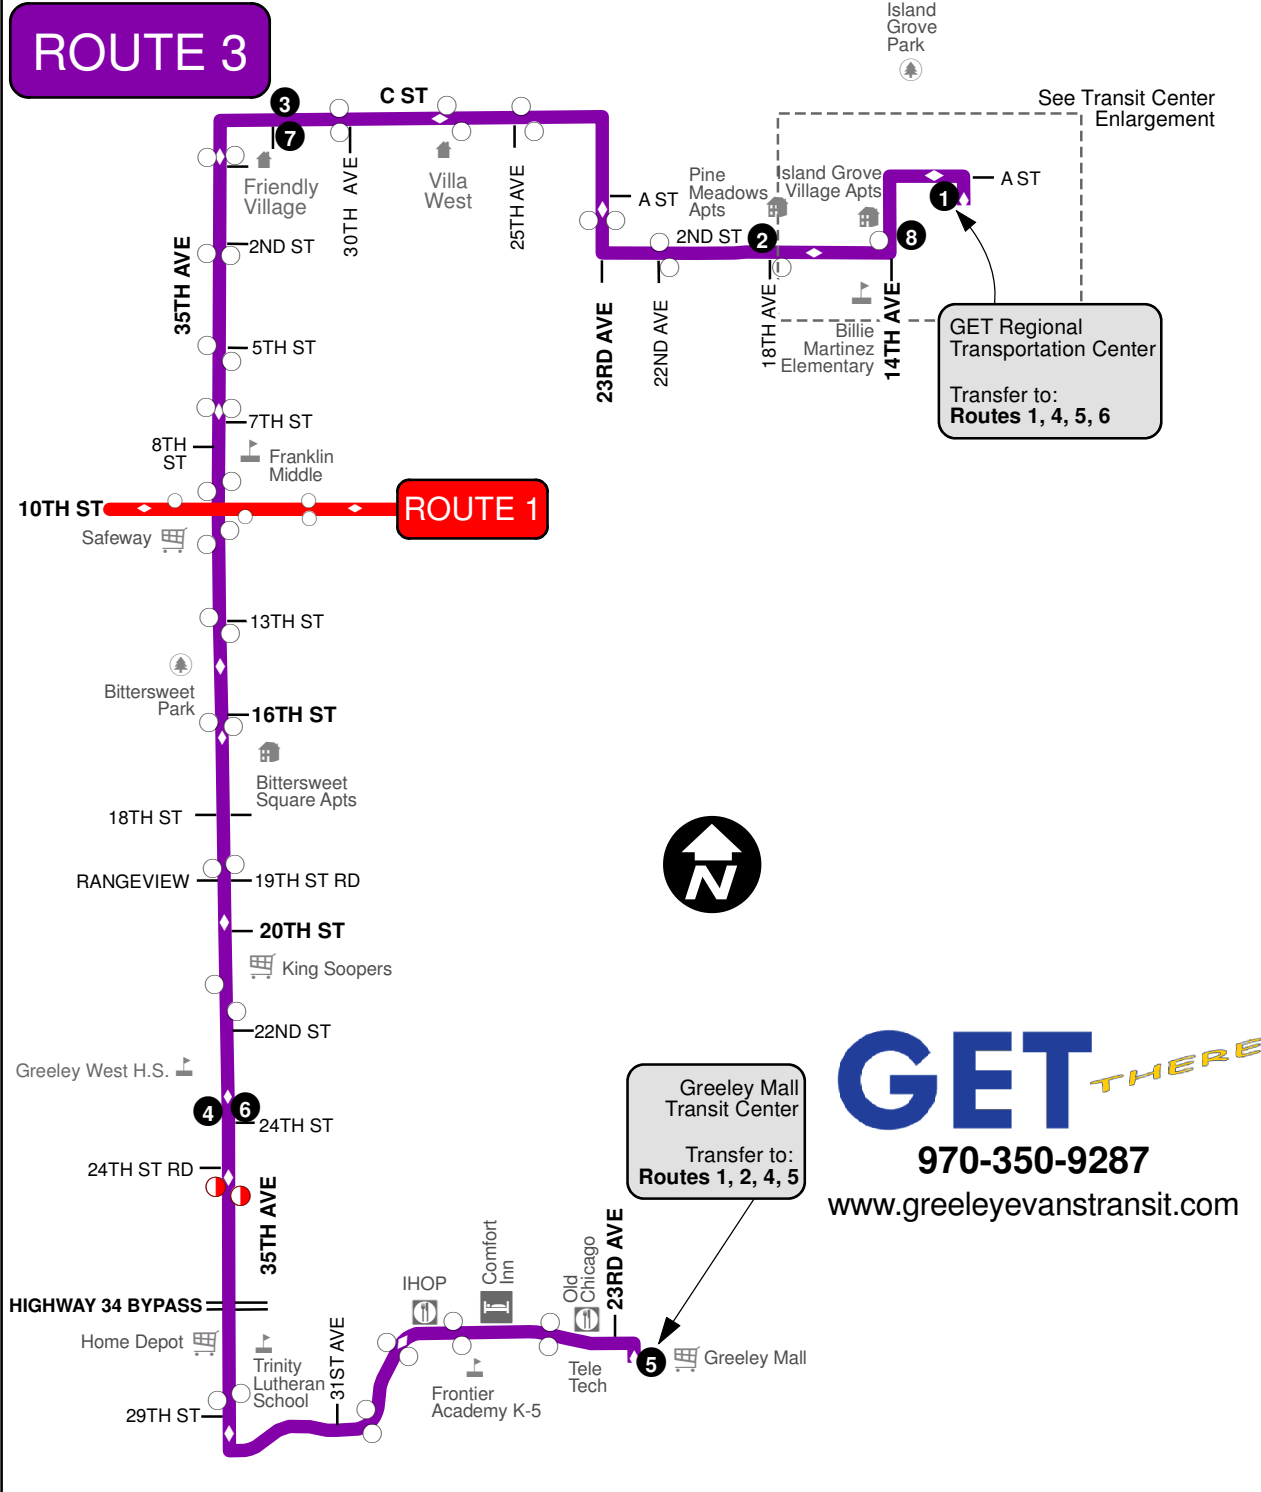 ROUTE 3
Island
Grove
Park
See Transit Center
Enlargement
C ST
3
7
Friendly
Village
30TH AVE
Villa
West
25TH AVE
A ST
Pine
Meadows
Apts
Island Grove
Village Apts
1
A ST
2ND ST
2
8
35TH AVE
2ND ST
23RD AVE
22ND AVE
18TH AVE
Billie
Martinez
Elementary
14TH AVE
GET Regional
Transportation Center
Transfer to:
Routes 1, 4, 5, 6
5TH ST
7TH ST
8TH
ST
Franklin
Middle
10TH ST
ROUTE 1
Safeway
13TH ST
Bittersweet
Park
16TH ST
Bittersweet
Square Apts
18TH ST
RANGEVIEW
19TH ST RD
20TH ST
King Soopers
N
22ND ST
Greeley West H.S.
4
6
24TH ST
24TH ST RD
35TH AVE
Greeley Mall
Transit Center
Transfer to:
Routes 1, 2, 4, 5
GET THERE
970-350-9287
www.greeleyevanstransit.com
HIGHWAY 34 BYPASS
Home Depot
Trinity
Lutheran
School
29TH ST
31ST AVE
IHOP
Comfort
Inn
Old
Chicago
23RD AVE
Frontier
Academy K-5
Tele
Tech
5
Greeley Mall